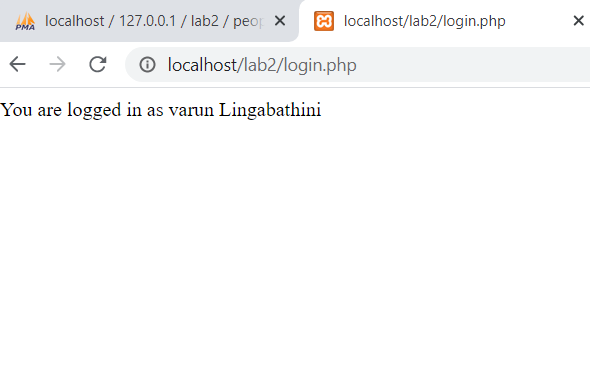 PMA
localhost / 127.0.0.1 / lab2 / peop
localhost/lab2/login.php
localhost/lab2/login.php
You are logged in as varun Lingabathini